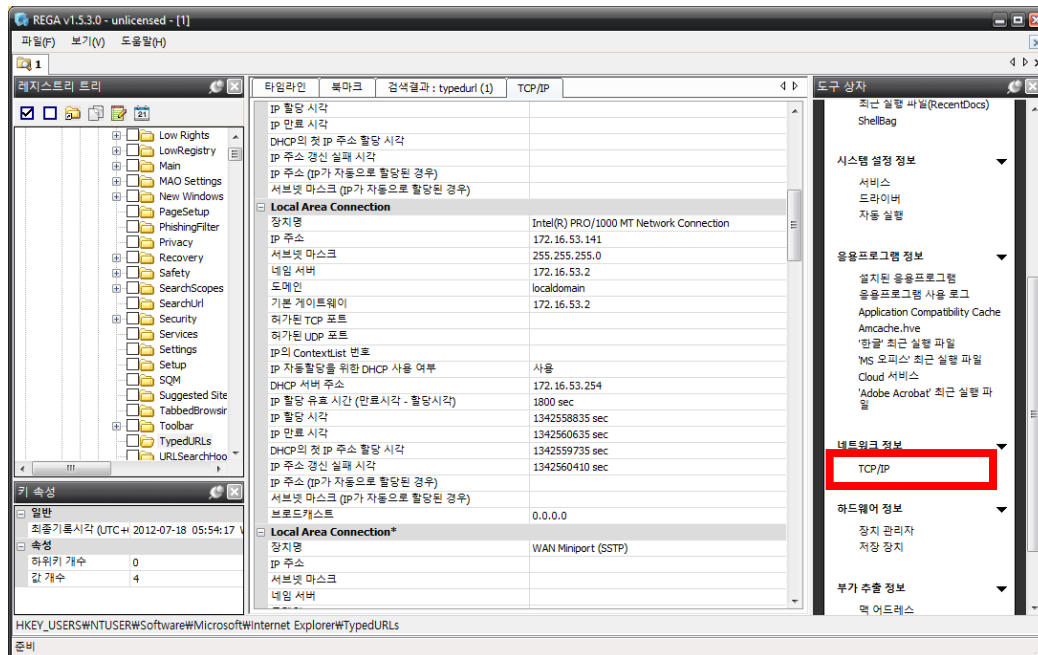 REGA v1.5.3.0 - unlicensed - [1]
파일(F) 보기(V) 도움말(H)
1
레지스트리 트리
Low Rights
LowRegistry
Main
MAO Settings
New Windows
PageSetup
PhishingFilter
Privacy
Recovery
Safety
SearchScopes
SearchUrl
Security
Services
Settings
Setup
SQM
Suggested Site
TabbedBrowsir
Toolbar
TypedURLs
URLSearchHoo
키 속성
일반
최종기록시각 (UTC+ 2012-07-18 05:54:17
속성
하위키 개수 0
값 개수 4
타임라인 북마크 검색결과 : typedurl (1) TCP/IP
IP 할당 시각
IP 만료 시각
DHCP의 첫 IP 주소 할당 시각
IP 주소 갱신 실패 시각
IP 주소 (IP가 자동으로 할당된 경우)
서브넷 마스크 (IP가 자동으로 할당된 경우)
Local Area Connection
장치명 Intel(R) PRO/1000 MT Network Connection
IP 주소 172.16.53.141
서브넷 마스크 255.255.255.0
네임 서버 172.16.53.2
도메인 localdomain
기본 게이트웨이 172.16.53.2
허가된 TCP 포트
허가된 UDP 포트
IP의 ContextList 번호
IP 자동할당을 위한 DHCP 사용 여부 사용
DHCP 서버 주소 172.16.53.254
IP 할당 유효 시간 (만료시각 - 할당시각) 1800 sec
IP 할당 시각 1342558835 sec
IP 만료 시각 1342560635 sec
DHCP의 첫 IP 주소 할당 시각 1342559735 sec
IP 주소 갱신 실패 시각 1342560410 sec
IP 주소 (IP가 자동으로 할당된 경우)
서브넷 마스크 (IP가 자동으로 할당된 경우)
브로드캐스트 0.0.0.0
Local Area Connection*
장치명 WAN Miniport (SSTP)
IP 주소
서브넷 마스크
네임 서버
도구 상자
최근 실행 파일(RecentDocs)
ShellBag
시스템 설정 정보
서비스
드라이버
자동 실행
응용프로그램 정보
설치된 응용프로그램
응용프로그램 사용 로그
Application Compatibility Cache
Amcache.hve
'한글' 최근 실행 파일
'MS 오피스' 최근 실행 파일
Cloud 서비스
'Adobe Acrobat' 최근 실행 파
일
네트워크 정보
TCP/IP
하드웨어 정보
장치 관리자
저장 장치
부가 추출 정보
맥 어드레스
HKEY_USERS₩NTUSER₩Software₩Microsoft₩Internet Explorer₩TypedURLs
준비